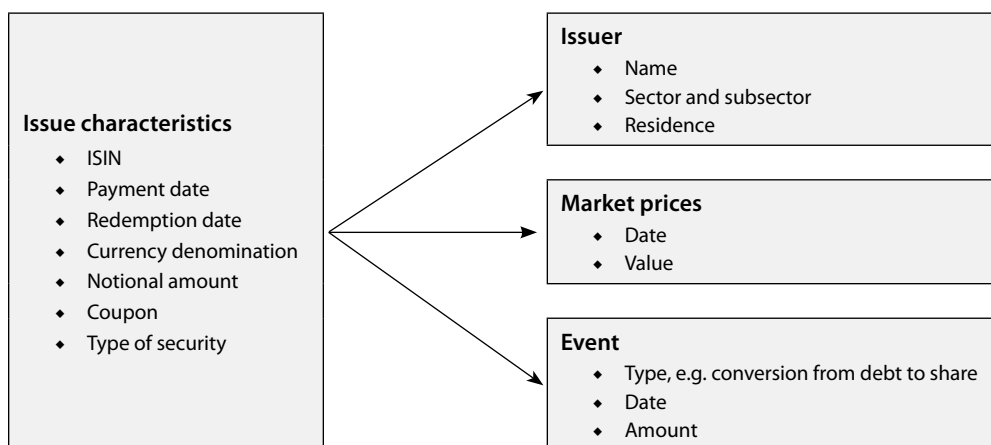 Issue characteristics
◆ ISIN
◆ Payment date
◆ Redemption date
◆ Currency denomination
◆ Notional amount
◆ Coupon
◆ Type of security
Issuer
◆ Name
◆ Sector and subsector
◆ Residence
Market prices
◆ Date
◆ Value
Event
◆ Type, e.g. conversion from debt to share
◆ Date
◆ Amount